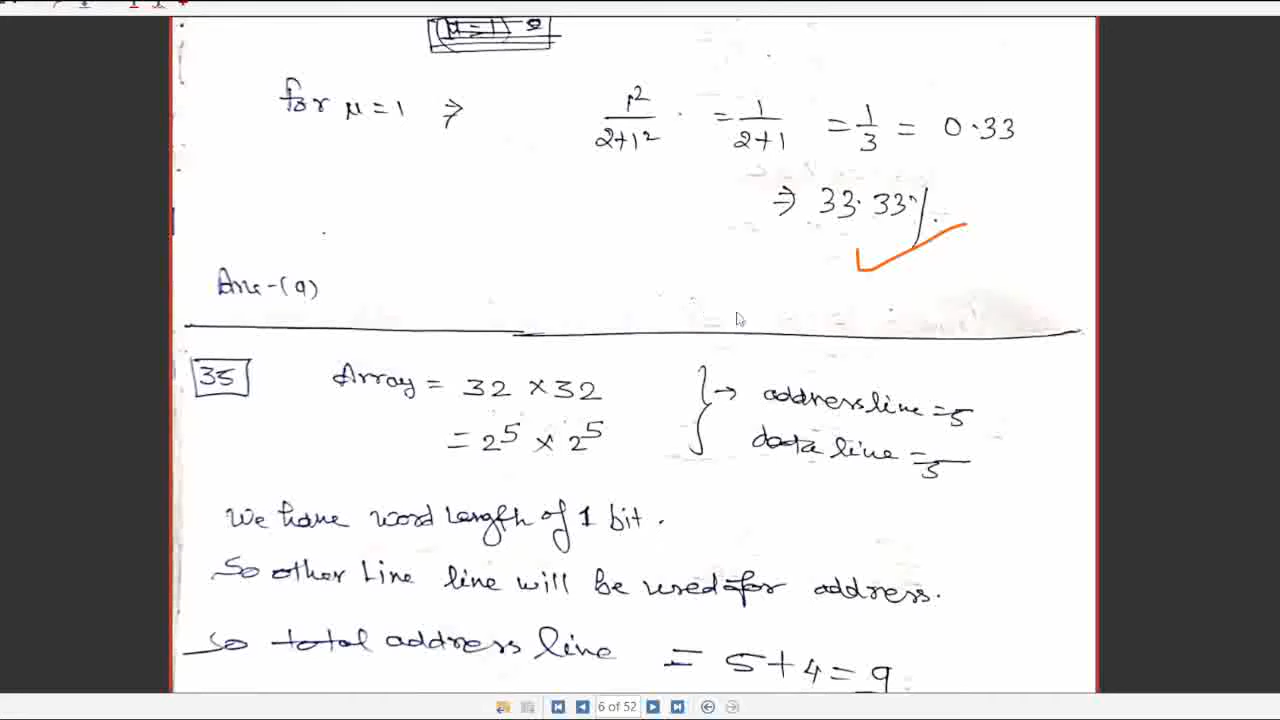 for μ = 1 ⇒ 1²/2+1² = 1/2+1 = 1/3 = 0.33
⇒ 33.33%.
Ans - (a)
35 Array = 32 × 32 → address line = 5
= 2⁵ × 2⁵ data line = 5
We have word length of 1 bit.
So other Line line will be used for address.
So total address line = 5 + 4 = 9
6 of 52